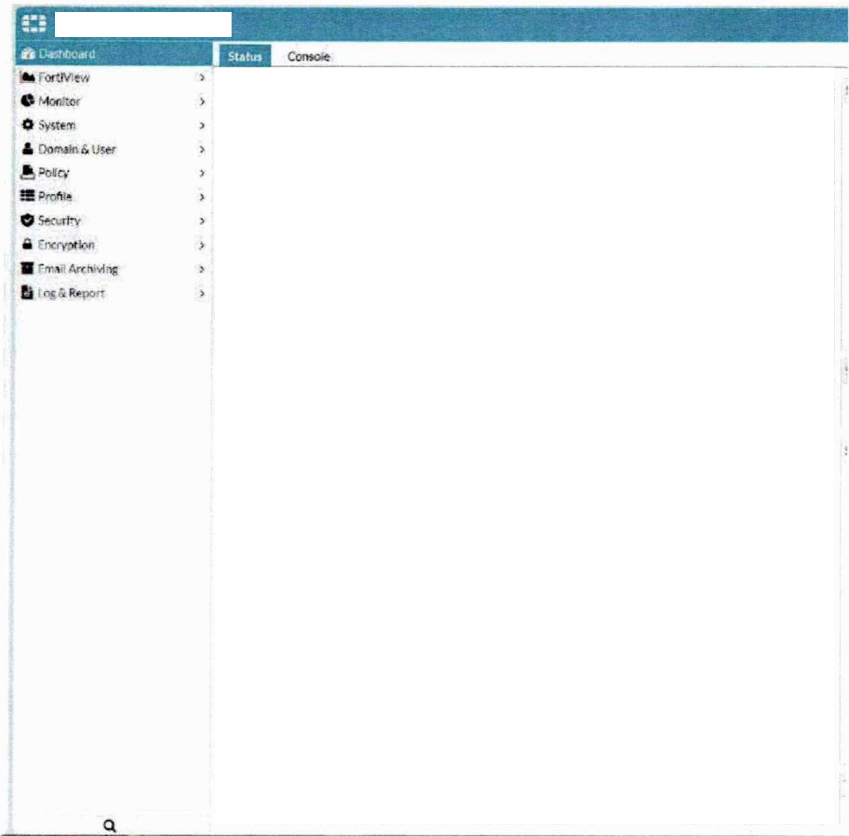 Dashboard
Status Console
FortiView
Monitor
System
Domain & User
Policy
Profile
Security
Encryption
Email Archiving
Log & Report